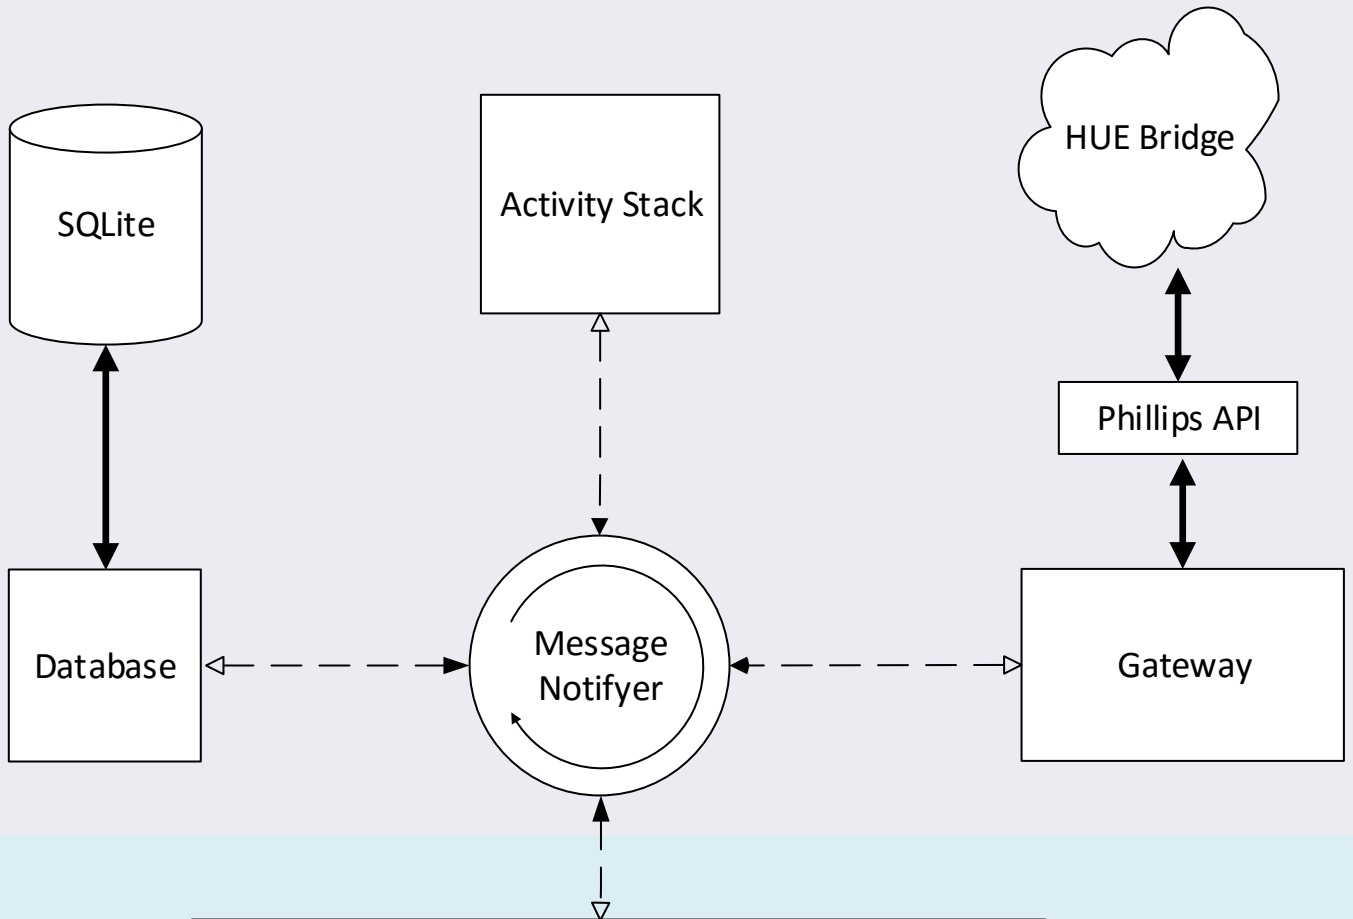 HUE Bridge
SQLite
Activity Stack
Phillips API
Message
Notifyer
Database
Gateway